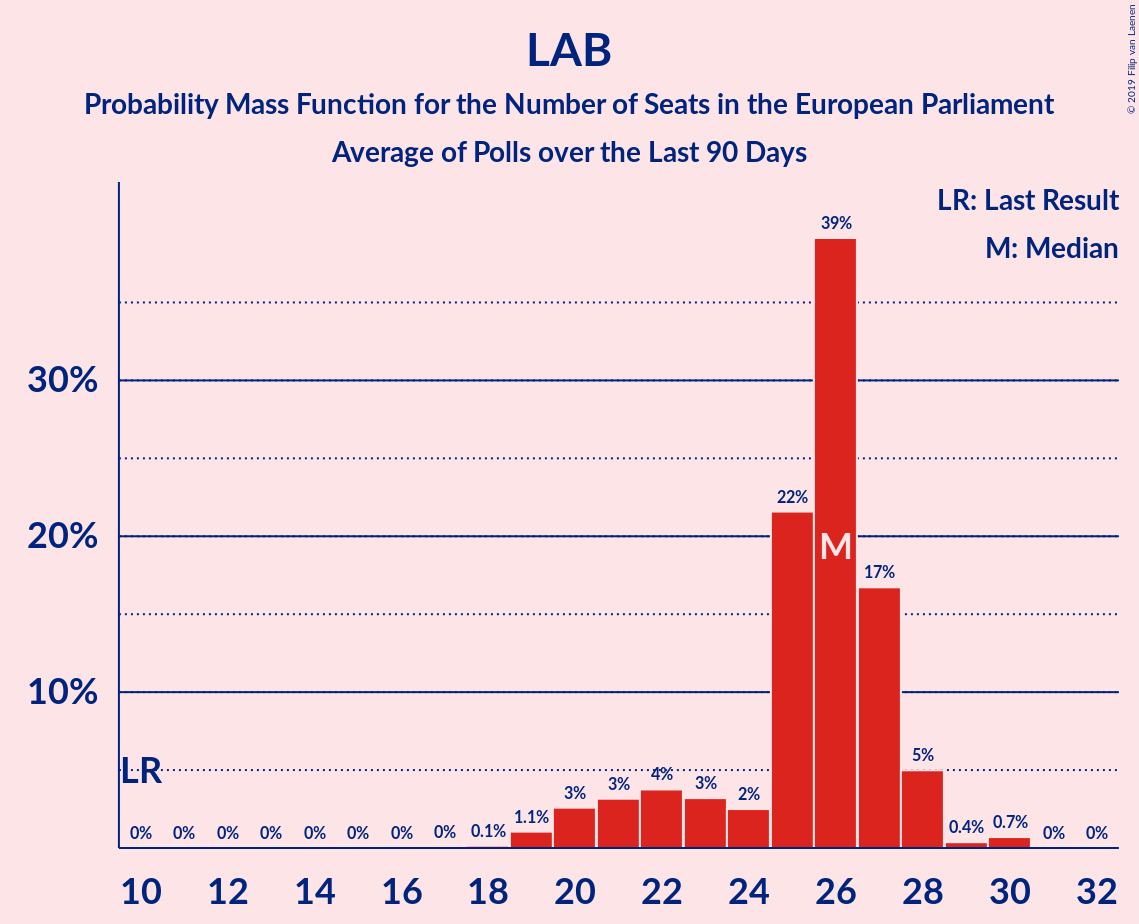 LAB
Probability Mass Function for the Number of Seats in the European Parliament
Average of Polls over the Last 90 Days
© 2019 Filip van Laenen
LR: Last Result
M: Median
39%
30%
22%
20%
M
17%
10%
LR
0% 0% 0% 0% 0% 0% 0% 0% 0.1% 1.1% 3% 3% 4% 3% 2% 5% 0.4% 0.7% 0% 0%
10 12 14 16 18 20 22 24 26 28 30 32